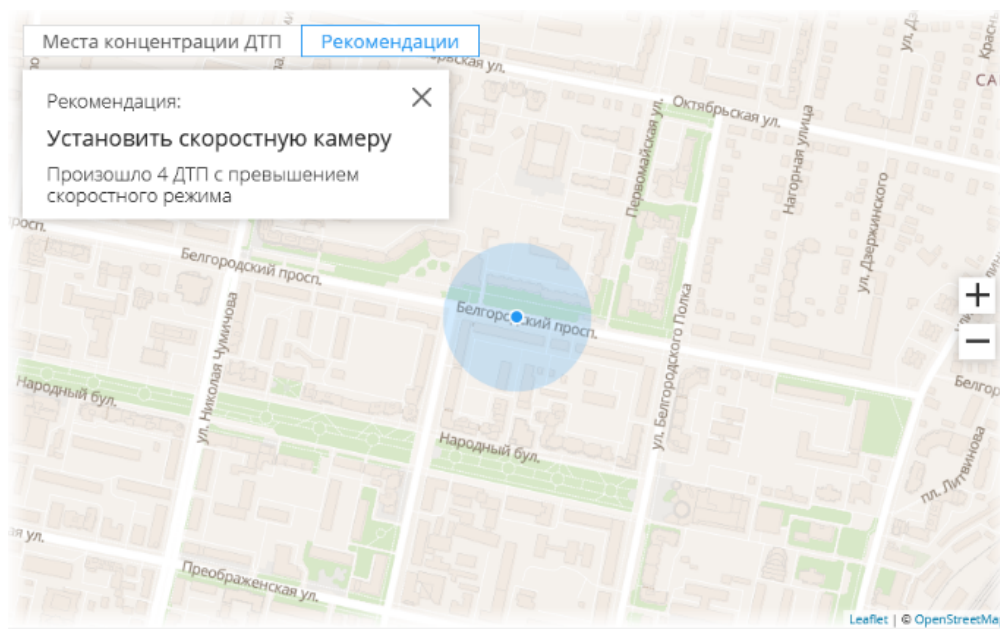 Места концентрации ДТП
Рекомендации
Рекомендация:
Установить скоростную камеру
Произошло 4 ДТП с превышением
скоростного режима
Октябрьская ул.
Первомайская ул.
Нагорная улица
ул. Дзержинского
просп.
Белгородский просп.
Белгородский просп.
ул. Николая Чумичова
ул. Белгородского Полка
Народный бул.
Народный бул.
пл. Литвинова
Преображенская ул.
+
−
Leaflet | © OpenStreetMa